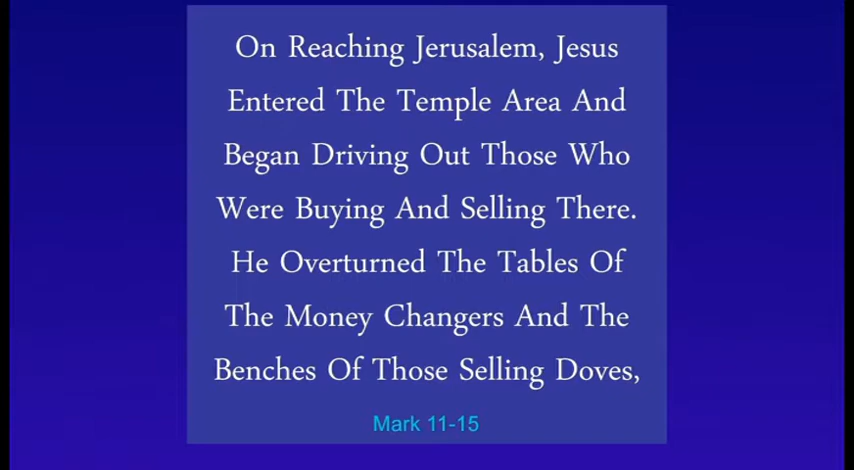 On Reaching Jerusalem, Jesus
Entered The Temple Area And
Began Driving Out Those Who
Were Buying And Selling There.
He Overturned The Tables Of
The Money Changers And The
Benches Of Those Selling Doves,
Mark 11-15